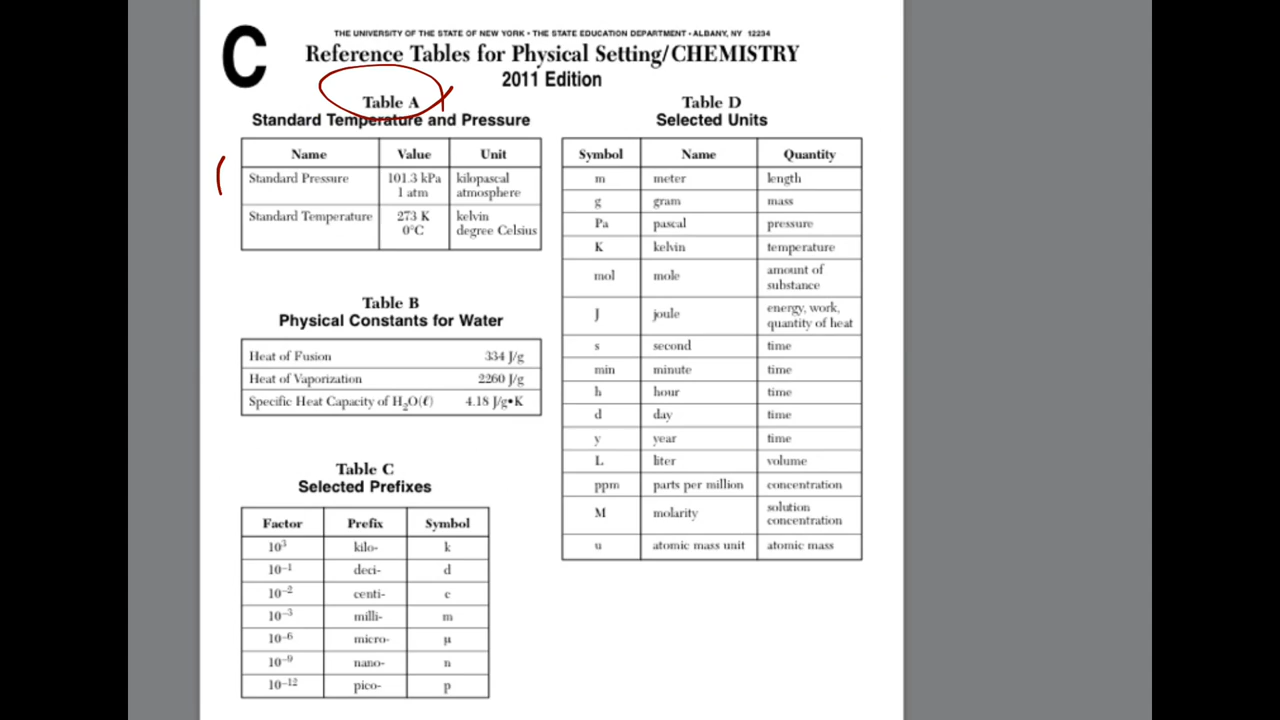 C
THE UNIVERSITY OF THE STATE OF NEW YORK • THE STATE EDUCATION DEPARTMENT • ALBANY, NY 12234
Reference Tables for Physical Setting/CHEMISTRY
2011 Edition
Table A
Standard Temperature and Pressure
Name Value Unit
Standard Pressure 101.3 kPa kilopascal
1 atm atmosphere
Standard Temperature 273 K kelvin
0°C degree Celsius
Table B
Physical Constants for Water
Heat of Fusion 334 J/g
Heat of Vaporization 2260 J/g
Specific Heat Capacity of H₂O(ℓ) 4.18 J/g•K
Table C
Selected Prefixes
Factor Prefix Symbol
10³ kilo- k
10⁻¹ deci- d
10⁻² centi- c
10⁻³ milli- m
10⁻⁶ micro- μ
10⁻⁹ nano- n
10⁻¹² pico- p
Table D
Selected Units
Symbol Name Quantity
m meter length
g gram mass
Pa pascal pressure
K kelvin temperature
mol mole amount of
substance
J joule energy, work,
quantity of heat
s second time
min minute time
h hour time
d day time
y year time
L liter volume
ppm parts per million concentration
M molarity solution
concentration
u atomic mass unit atomic mass